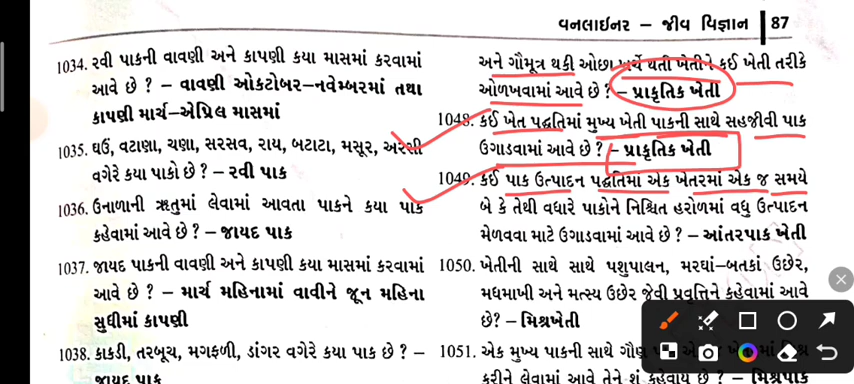 વનલાઇનર – જીવ વિજ્ઞાન 87
1034. રવી પાકની વાવણી અને કાપણી કયા માસમાં કરવામાં
આવે છે ? – વાવણી ઓક્ટોબર–નવેમ્બરમાં તથા
કાપણી માર્ચ–એપ્રિલ માસમાં
1035. ઘઉં, વટાણા, ચણા, સરસવ, રાય, બટાટા, મસૂર, અરસી
વગેરે કયા પાકો છે ? – રવી પાક
1036. ઉનાળાની ઋતુમાં લેવામાં આવતા પાકને કયા પાક
કહેવામાં આવે છે ? – જાયદ પાક
1037. જાયદ પાકની વાવણી અને કાપણી કયા માસમાં કરવામાં
આવે છે ? – માર્ચ મહિનામાં વાવીને જૂન મહિના
સુધીમાં કાપણી
1038. કાકડી, તરબૂચ, મગફળી, ડાંગર વગેરે કયા પાક છે ? –
જાયદ પાક
અને ગૌમૂત્ર થકી ઓછા ખર્ચે થતી ખેતીને કઈ ખેતી તરીકે
ઓળખવામાં આવે છે ? – પ્રાકૃતિક ખેતી
1048. કઈ ખેત પદ્ધતિમાં મુખ્ય ખેતી પાકની સાથે સહજીવી પાક
ઉગાડવામાં આવે છે ? – પ્રાકૃતિક ખેતી
1049. કઈ પાક ઉત્પાદન પદ્ધતિમાં એક ખેતરમાં એક જ સમયે
બે કે તેથી વધારે પાકોને નિશ્ચિત હરોળમાં વધુ ઉત્પાદન
મેળવવા માટે ઉગાડવામાં આવે છે ? – આંતરપાક ખેતી
1050. ખેતીની સાથે સાથે પશુપાલન, મરઘાં–બતકાં ઉછેર,
મધમાખી અને મત્સ્ય ઉછેર જેવી પ્રવૃત્તિને કહેવામાં આવે
છે? – મિશ્રખેતી
1051. એક મુખ્ય પાકની સાથે ગૌણ
કરીને લેવામાં આવે તેને શું કહેવાય છે ? – મિશ્રપાક